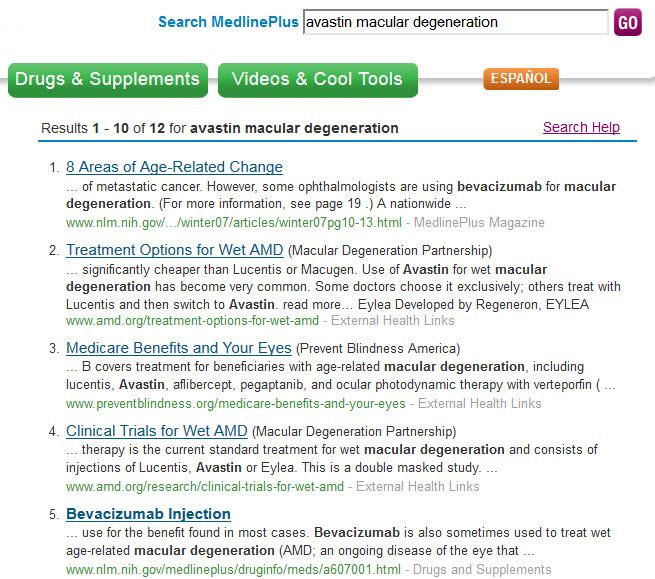 Search MedlinePlus avastin macular degeneration GO
Drugs & Supplements Videos & Cool Tools ESPAÑOL
Results 1 - 10 of 12 for avastin macular degeneration Search Help
1. 8 Areas of Age-Related Change
... of metastatic cancer. However, some ophthalmologists are using bevacizumab for macular
degeneration. (For more information, see page 19 .) A nationwide ...
www.nlm.nih.gov/.../winter07/articles/winter07pg10-13.html - MedlinePlus Magazine
2. Treatment Options for Wet AMD (Macular Degeneration Partnership)
... significantly cheaper than Lucentis or Macugen. Use of Avastin for wet macular
degeneration has become very common. Some doctors choose it exclusively; others treat with
Lucentis and then switch to Avastin. read more... Eylea Developed by Regeneron, EYLEA
www.amd.org/treatment-options-for-wet-amd - External Health Links
3. Medicare Benefits and Your Eyes (Prevent Blindness America)
... B covers treatment for beneficiaries with age-related macular degeneration, including
lucentis, Avastin, aflibercept, pegaptanib, and ocular photodynamic therapy with verteporfin ( ...
www.preventblindness.org/medicare-benefits-and-your-eyes - External Health Links
4. Clinical Trials for Wet AMD (Macular Degeneration Partnership)
... therapy is the current standard treatment for wet macular degeneration and consists of
injections of Lucentis, Avastin or Eylea. This is a double masked study. ...
www.amd.org/research/clinical-trials-for-wet-amd - External Health Links
5. Bevacizumab Injection
... use for the benefit found in most cases. Bevacizumab is also sometimes used to treat wet
age-related macular degeneration (AMD; an ongoing disease of the eye that ...
www.nlm.nih.gov/medlineplus/druginfo/meds/a607001.html - Drugs and Supplements